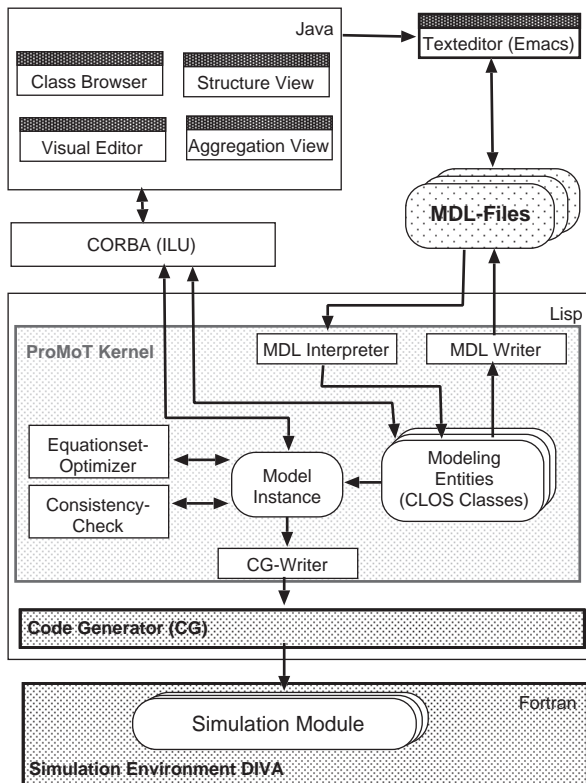 Java
Texteditor (Emacs)
Class Browser
Structure View
Visual Editor
Aggregation View
MDL-Files
CORBA (ILU)
Lisp
ProMoT Kernel
MDL Interpreter
MDL Writer
Equationset-
Optimizer
Model
Instance
Modeling
Entities
(CLOS Classes)
Consistency-
Check
CG-Writer
Code Generator (CG)
Fortran
Simulation Module
Simulation Environment DIVA